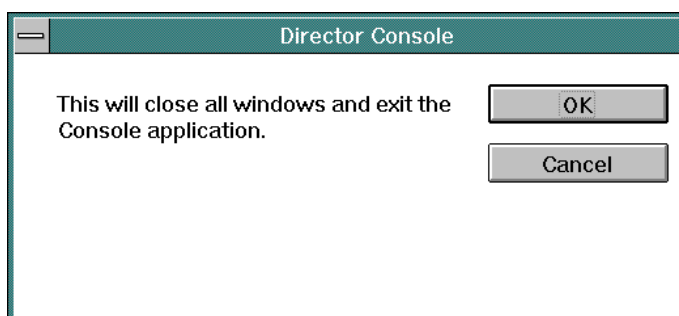 Director Console
This will close all windows and exit the
Console application.
OK
Cancel